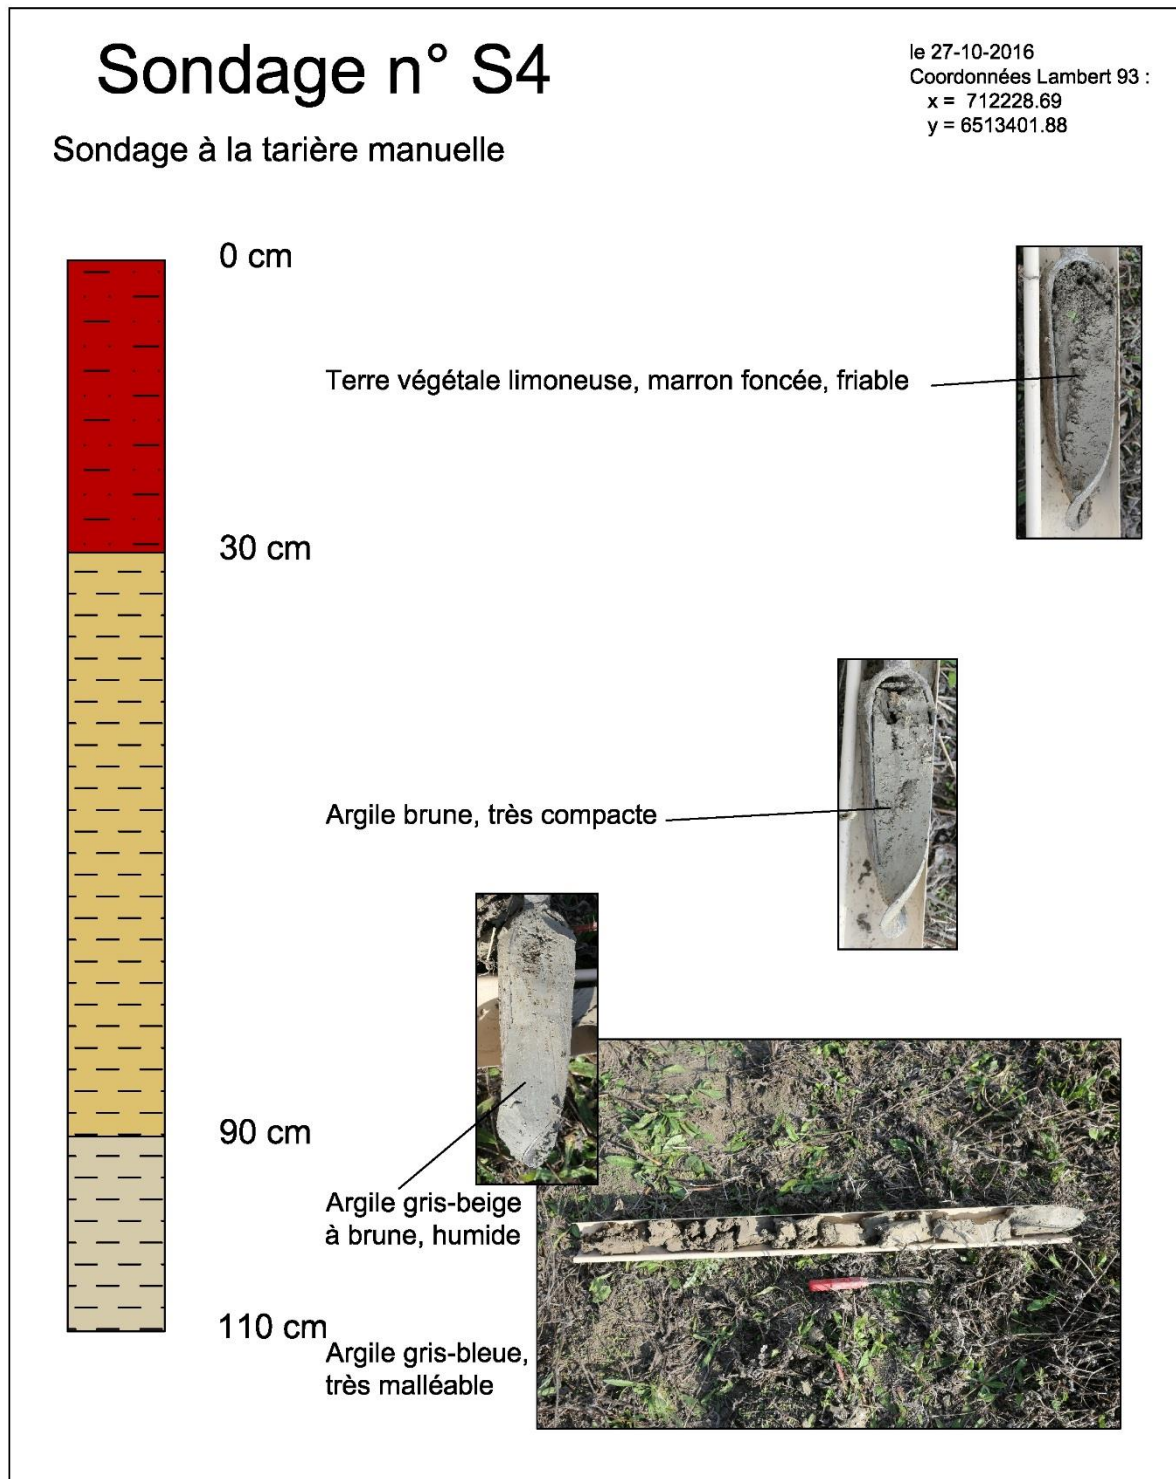 Sondage n° S4
le 27-10-2016
Coordonnées Lambert 93 :
x = 712228.69
y = 6513401.88
Sondage à la tarière manuelle
0 cm
Terre végétale limoneuse, marron foncée, friable
30 cm
Argile brune, très compacte
90 cm
Argile gris-beige
à brune, humide
110 cm
Argile gris-bleue,
très malléable